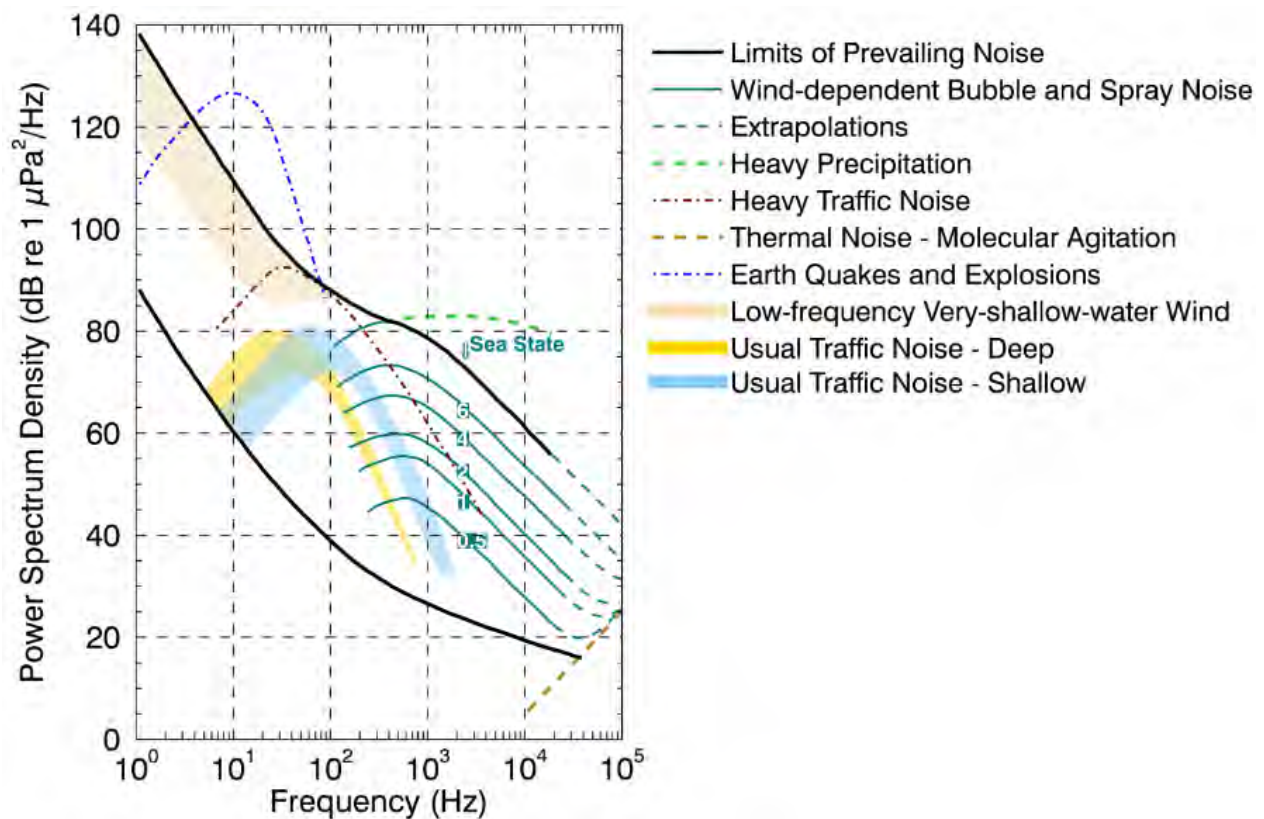 140
120
100
80
60
40
20
0
Power Spectrum Density (dB re 1 µPa²/Hz)
10⁰ 10¹ 10² 10³ 10⁴ 10⁵
Frequency (Hz)
Sea State
6
4
2
1
0.5
Limits of Prevailing Noise
Wind-dependent Bubble and Spray Noise
Extrapolations
Heavy Precipitation
Heavy Traffic Noise
Thermal Noise - Molecular Agitation
Earth Quakes and Explosions
Low-frequency Very-shallow-water Wind
Usual Traffic Noise - Deep
Usual Traffic Noise - Shallow